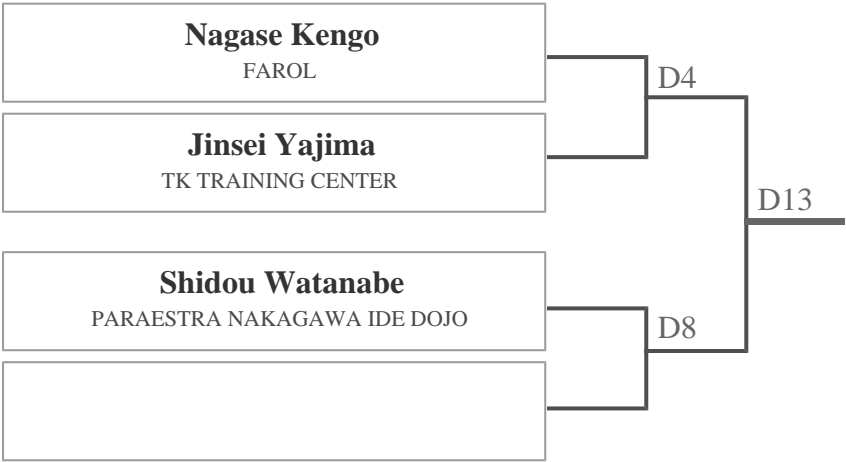 Nagase Kengo
FAROL
D4
Jinsei Yajima
TK TRAINING CENTER
D13
Shidou Watanabe
PARAESTRA NAKAGAWA IDE DOJO
D8